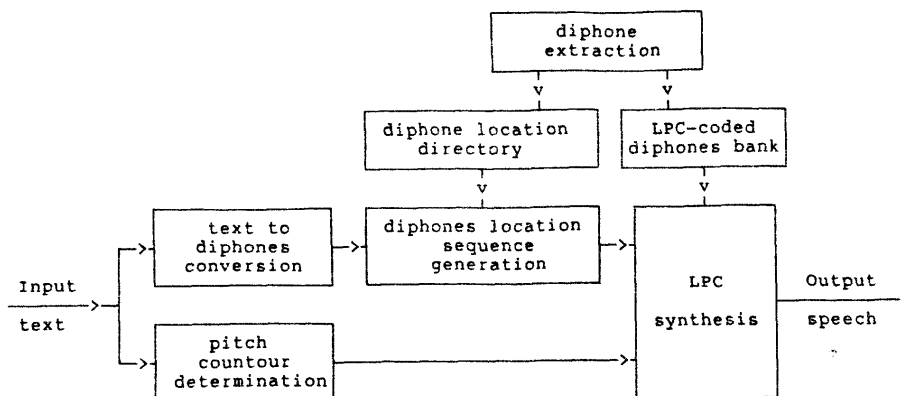 diphone
extraction
diphone location
directory
LPC-coded
diphones bank
text to
diphones
conversion
diphones location
sequence
generation
Input
text
LPC
synthesis
Output
speech
pitch
countour
determination